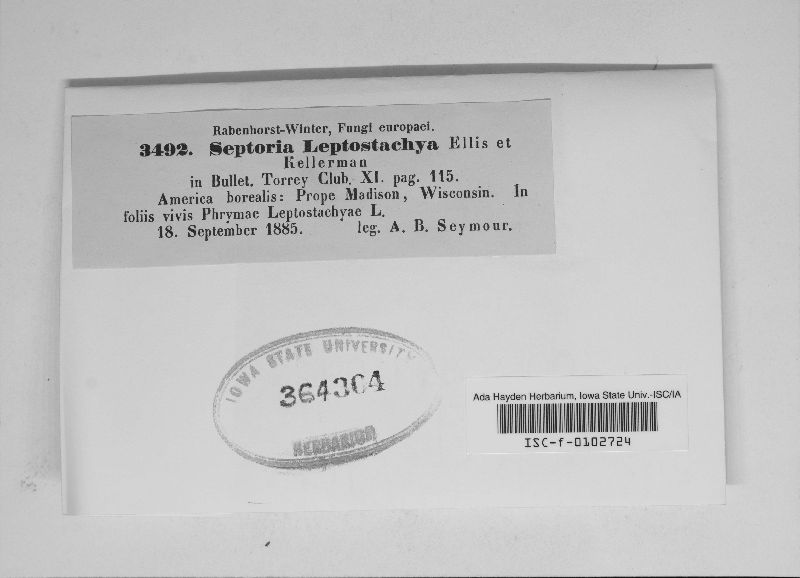 Rabenhorst-Winter, Fungi europaei.
3492. Septoria Leptostachya Ellis et
Kellerman
in Bullet. Torrey Club. XI. pag. 115.
America borealis: Prope Madison, Wisconsin. In
foliis vivis Phrymae Leptostachyae L.
18. September 1885. leg. A. B. Seymour.
IOWA STATE UNIVERSITY
364304
HERBARIUM
Ada Hayden Herbarium, Iowa State Univ.-ISC/IA
ISC-f-0102724